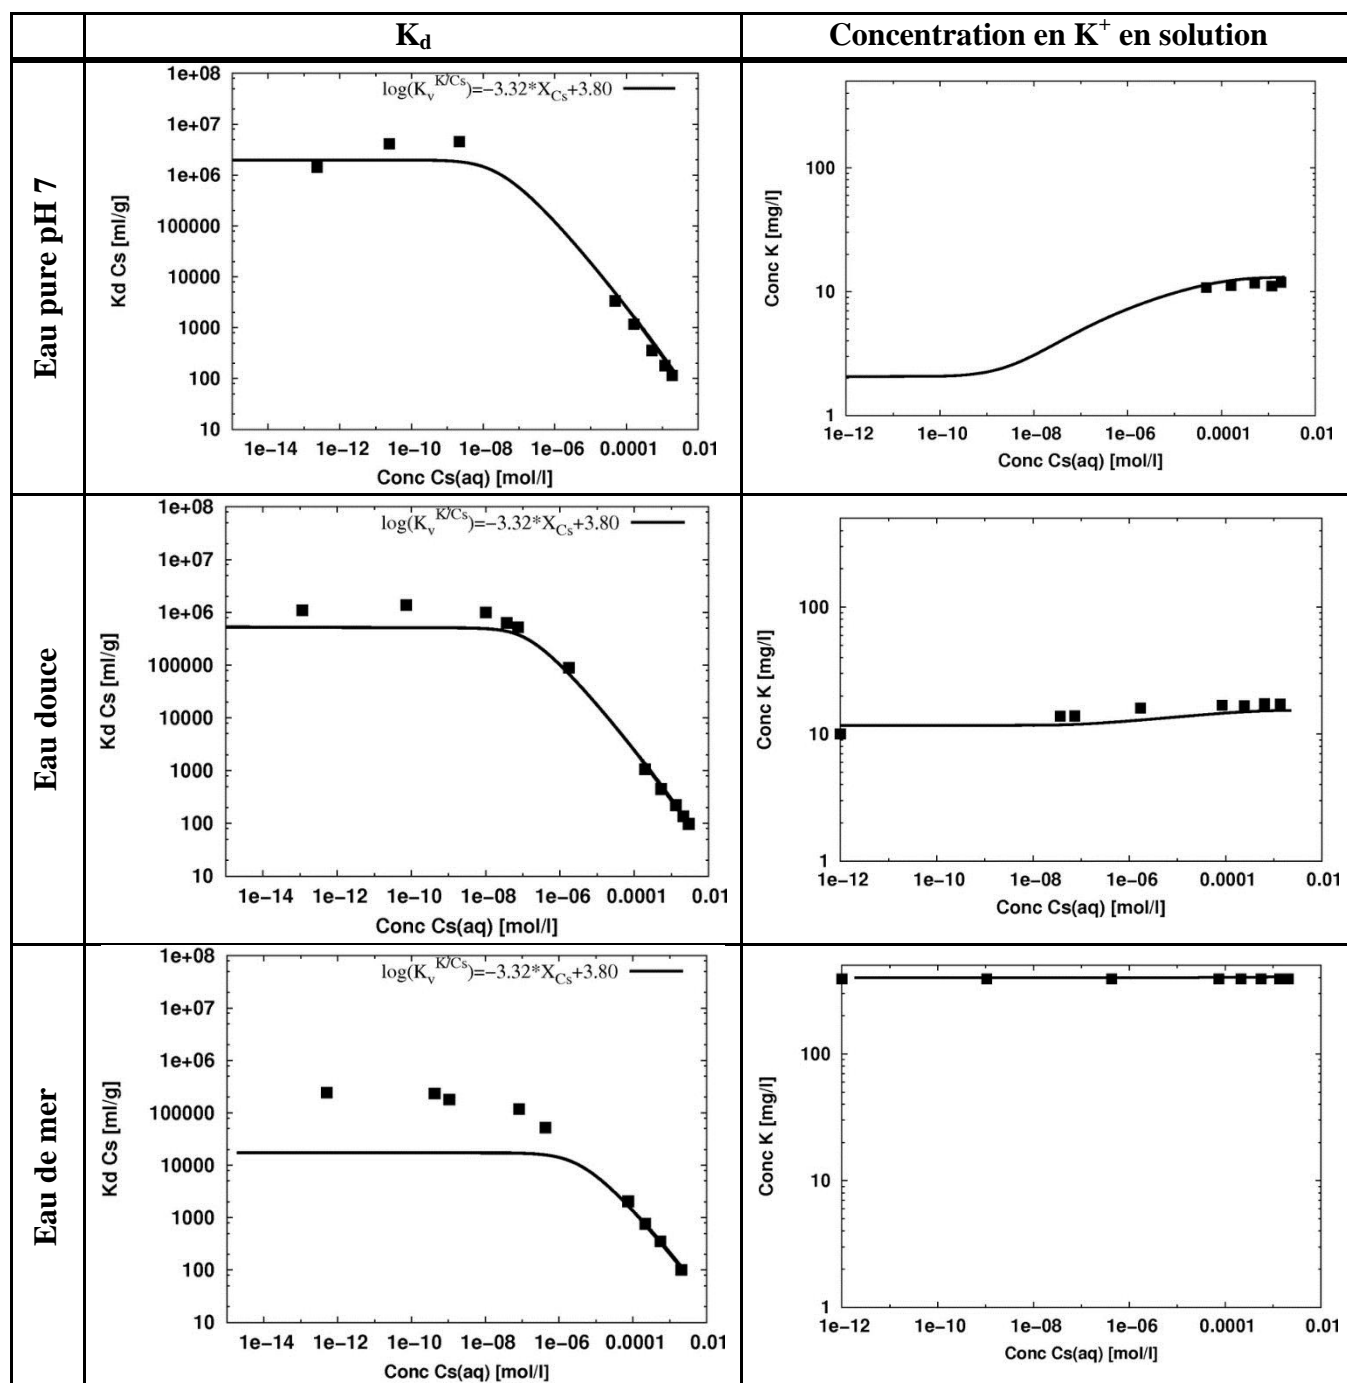 K_d
Concentration en K^+ en solution
Eau pure pH 7
log(K_v^{K/Cs})=−3.32*X_Cs+3.80
Kd Cs [ml/g]
1e+08
1e+07
1e+06
100000
10000
1000
100
10
1e−14 1e−12 1e−10 1e−08 1e−06 0.0001 0.01
Conc Cs(aq) [mol/l]
Conc K [mg/l]
100
10
1
1e−12 1e−10 1e−08 1e−06 0.0001 0.01
Conc Cs(aq) [mol/l]
Eau douce
log(K_v^{K/Cs})=−3.32*X_Cs+3.80
Kd Cs [ml/g]
1e+08
1e+07
1e+06
100000
10000
1000
100
10
1e−14 1e−12 1e−10 1e−08 1e−06 0.0001 0.01
Conc Cs(aq) [mol/l]
Conc K [mg/l]
100
10
1
1e−12 1e−10 1e−08 1e−06 0.0001 0.01
Conc Cs(aq) [mol/l]
Eau de mer
log(K_v^{K/Cs})=−3.32*X_Cs+3.80
Kd Cs [ml/g]
1e+08
1e+07
1e+06
100000
10000
1000
100
10
1e−14 1e−12 1e−10 1e−08 1e−06 0.0001 0.01
Conc Cs(aq) [mol/l]
Conc K [mg/l]
100
10
1
1e−12 1e−10 1e−08 1e−06 0.0001 0.01
Conc Cs(aq) [mol/l]